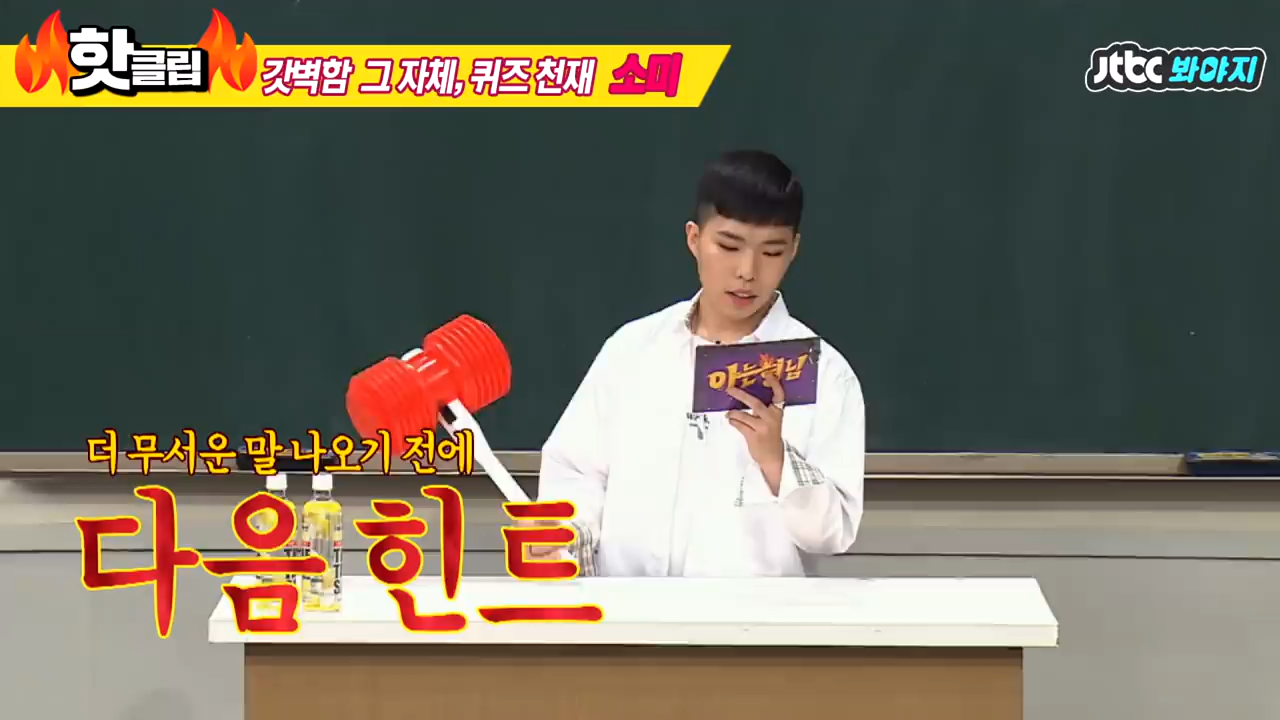 핫클립
갓벽함 그 자체, 퀴즈 천재 소미
Jtbc 봐야지
아는형님
더 무서운 말 나오기 전에
다음 힌트